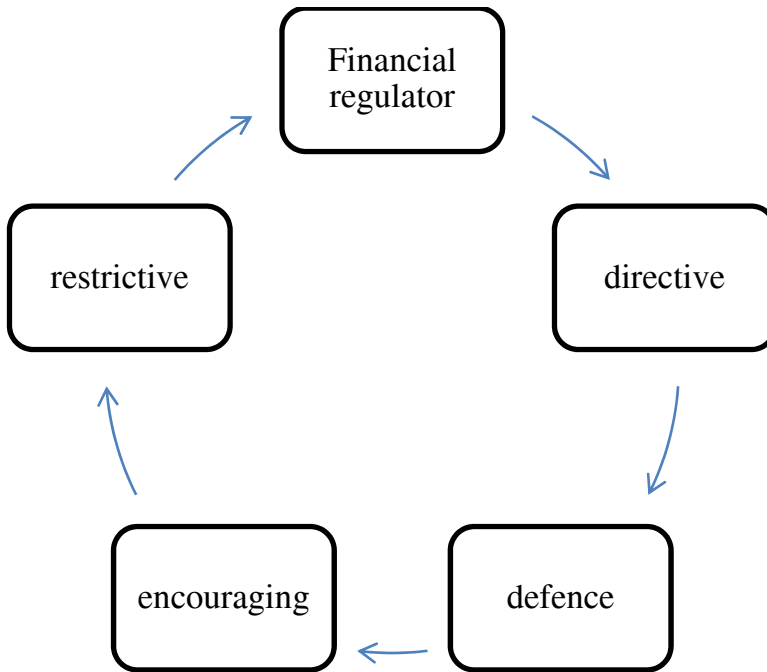 Financial
regulator
directive
defence
encouraging
restrictive